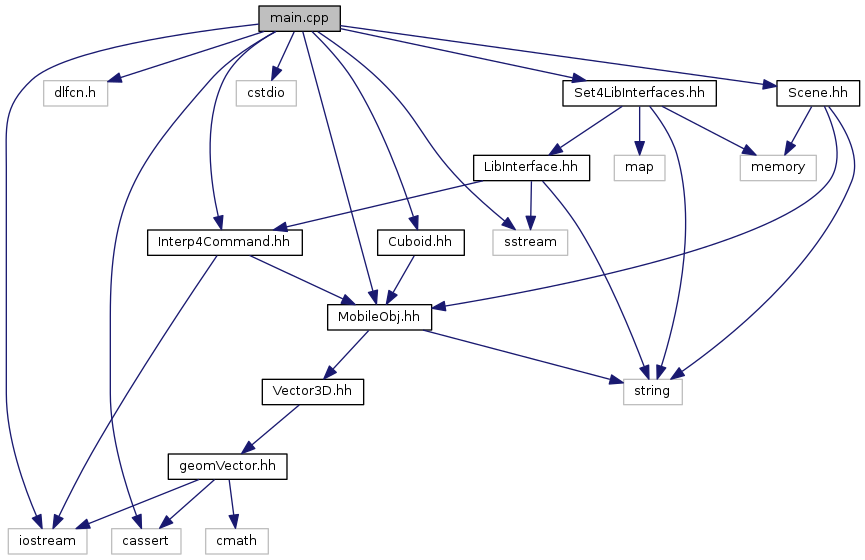 main.cpp
dlfcn.h
cstdio
Set4LibInterfaces.hh
Scene.hh
LibInterface.hh
map
memory
Interp4Command.hh
Cuboid.hh
sstream
MobileObj.hh
Vector3D.hh
string
geomVector.hh
iostream
cassert
cmath